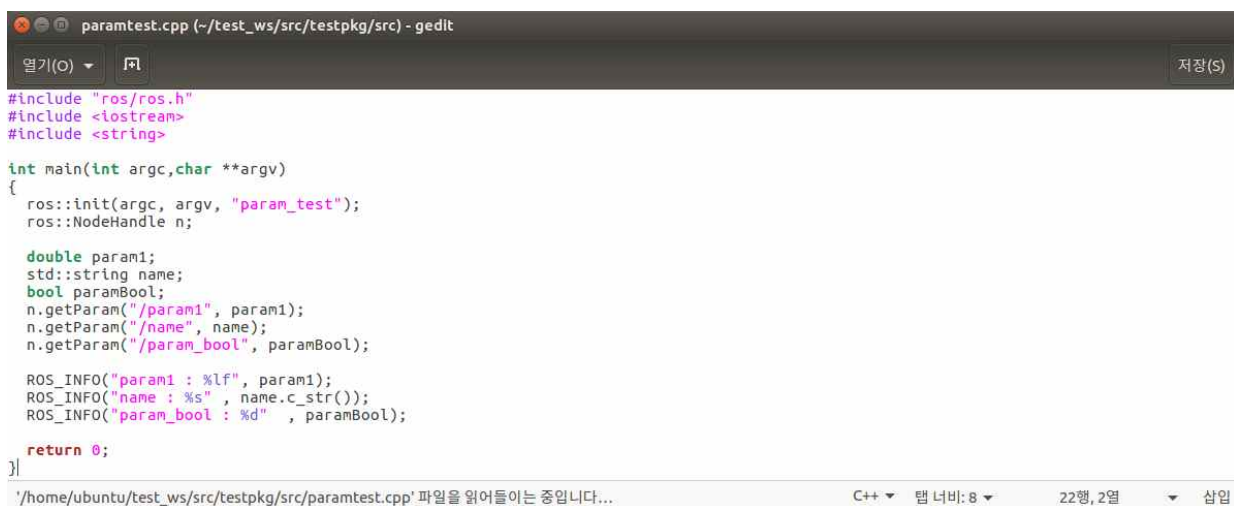 paramtest.cpp (~/test_ws/src/testpkg/src) - gedit
열기(O)
저장(S)
#include "ros/ros.h"
#include <iostream>
#include <string>
int main(int argc,char **argv)
{
  ros::init(argc, argv, "param_test");
  ros::NodeHandle n;
  double param1;
  std::string name;
  bool paramBool;
  n.getParam("/param1", param1);
  n.getParam("/name", name);
  n.getParam("/param_bool", paramBool);
  ROS_INFO("param1 : %lf", param1);
  ROS_INFO("name : %s" , name.c_str());
  ROS_INFO("param_bool : %d"  , paramBool);
  return 0;
}
'/home/ubuntu/test_ws/src/testpkg/src/paramtest.cpp' 파일을 읽어들이는 중입니다...
C++
탭 너비: 8
22행, 2열
삽입